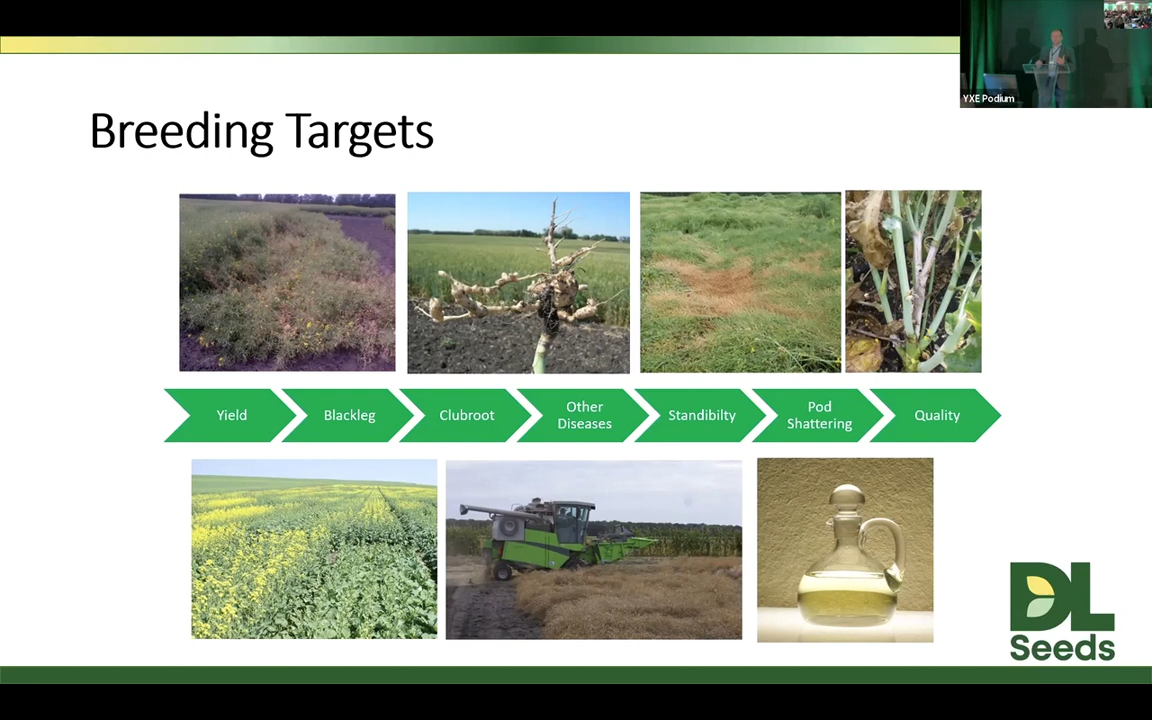 YXE Podium
Breeding Targets
Yield
Blackleg
Clubroot
Other
Diseases
Standibilty
Pod
Shattering
Quality
DL
Seeds